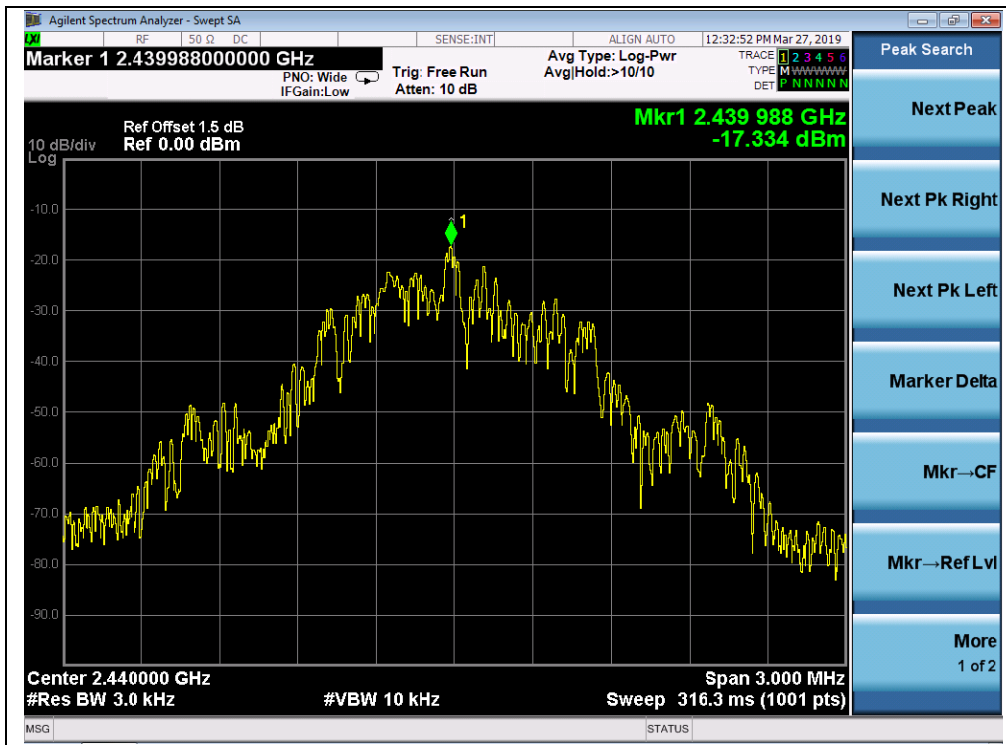 Agilent Spectrum Analyzer - Swept SA
LXI RF 50 Ω DC SENSE:INT ALIGN AUTO 12:32:52 PM Mar 27, 2019
Marker 1 2.439988000000 GHz
PNO: Wide
IFGain:Low
Trig: Free Run
Atten: 10 dB
Avg Type: Log-Pwr
Avg|Hold:>10/10
TRACE 1 2 3 4 5 6
TYPE M WWWWW
DET P N N N N N
Peak Search
Mkr1 2.439 988 GHz
-17.334 dBm
Ref Offset 1.5 dB
10 dB/div Ref 0.00 dBm
Log
1
-10.0
-20.0
-30.0
-40.0
-50.0
-60.0
-70.0
-80.0
-90.0
Center 2.440000 GHz Span 3.000 MHz
#Res BW 3.0 kHz #VBW 10 kHz Sweep 316.3 ms (1001 pts)
Next Peak
Next Pk Right
Next Pk Left
Marker Delta
Mkr→CF
Mkr→Ref Lvl
More
1 of 2
MSG STATUS